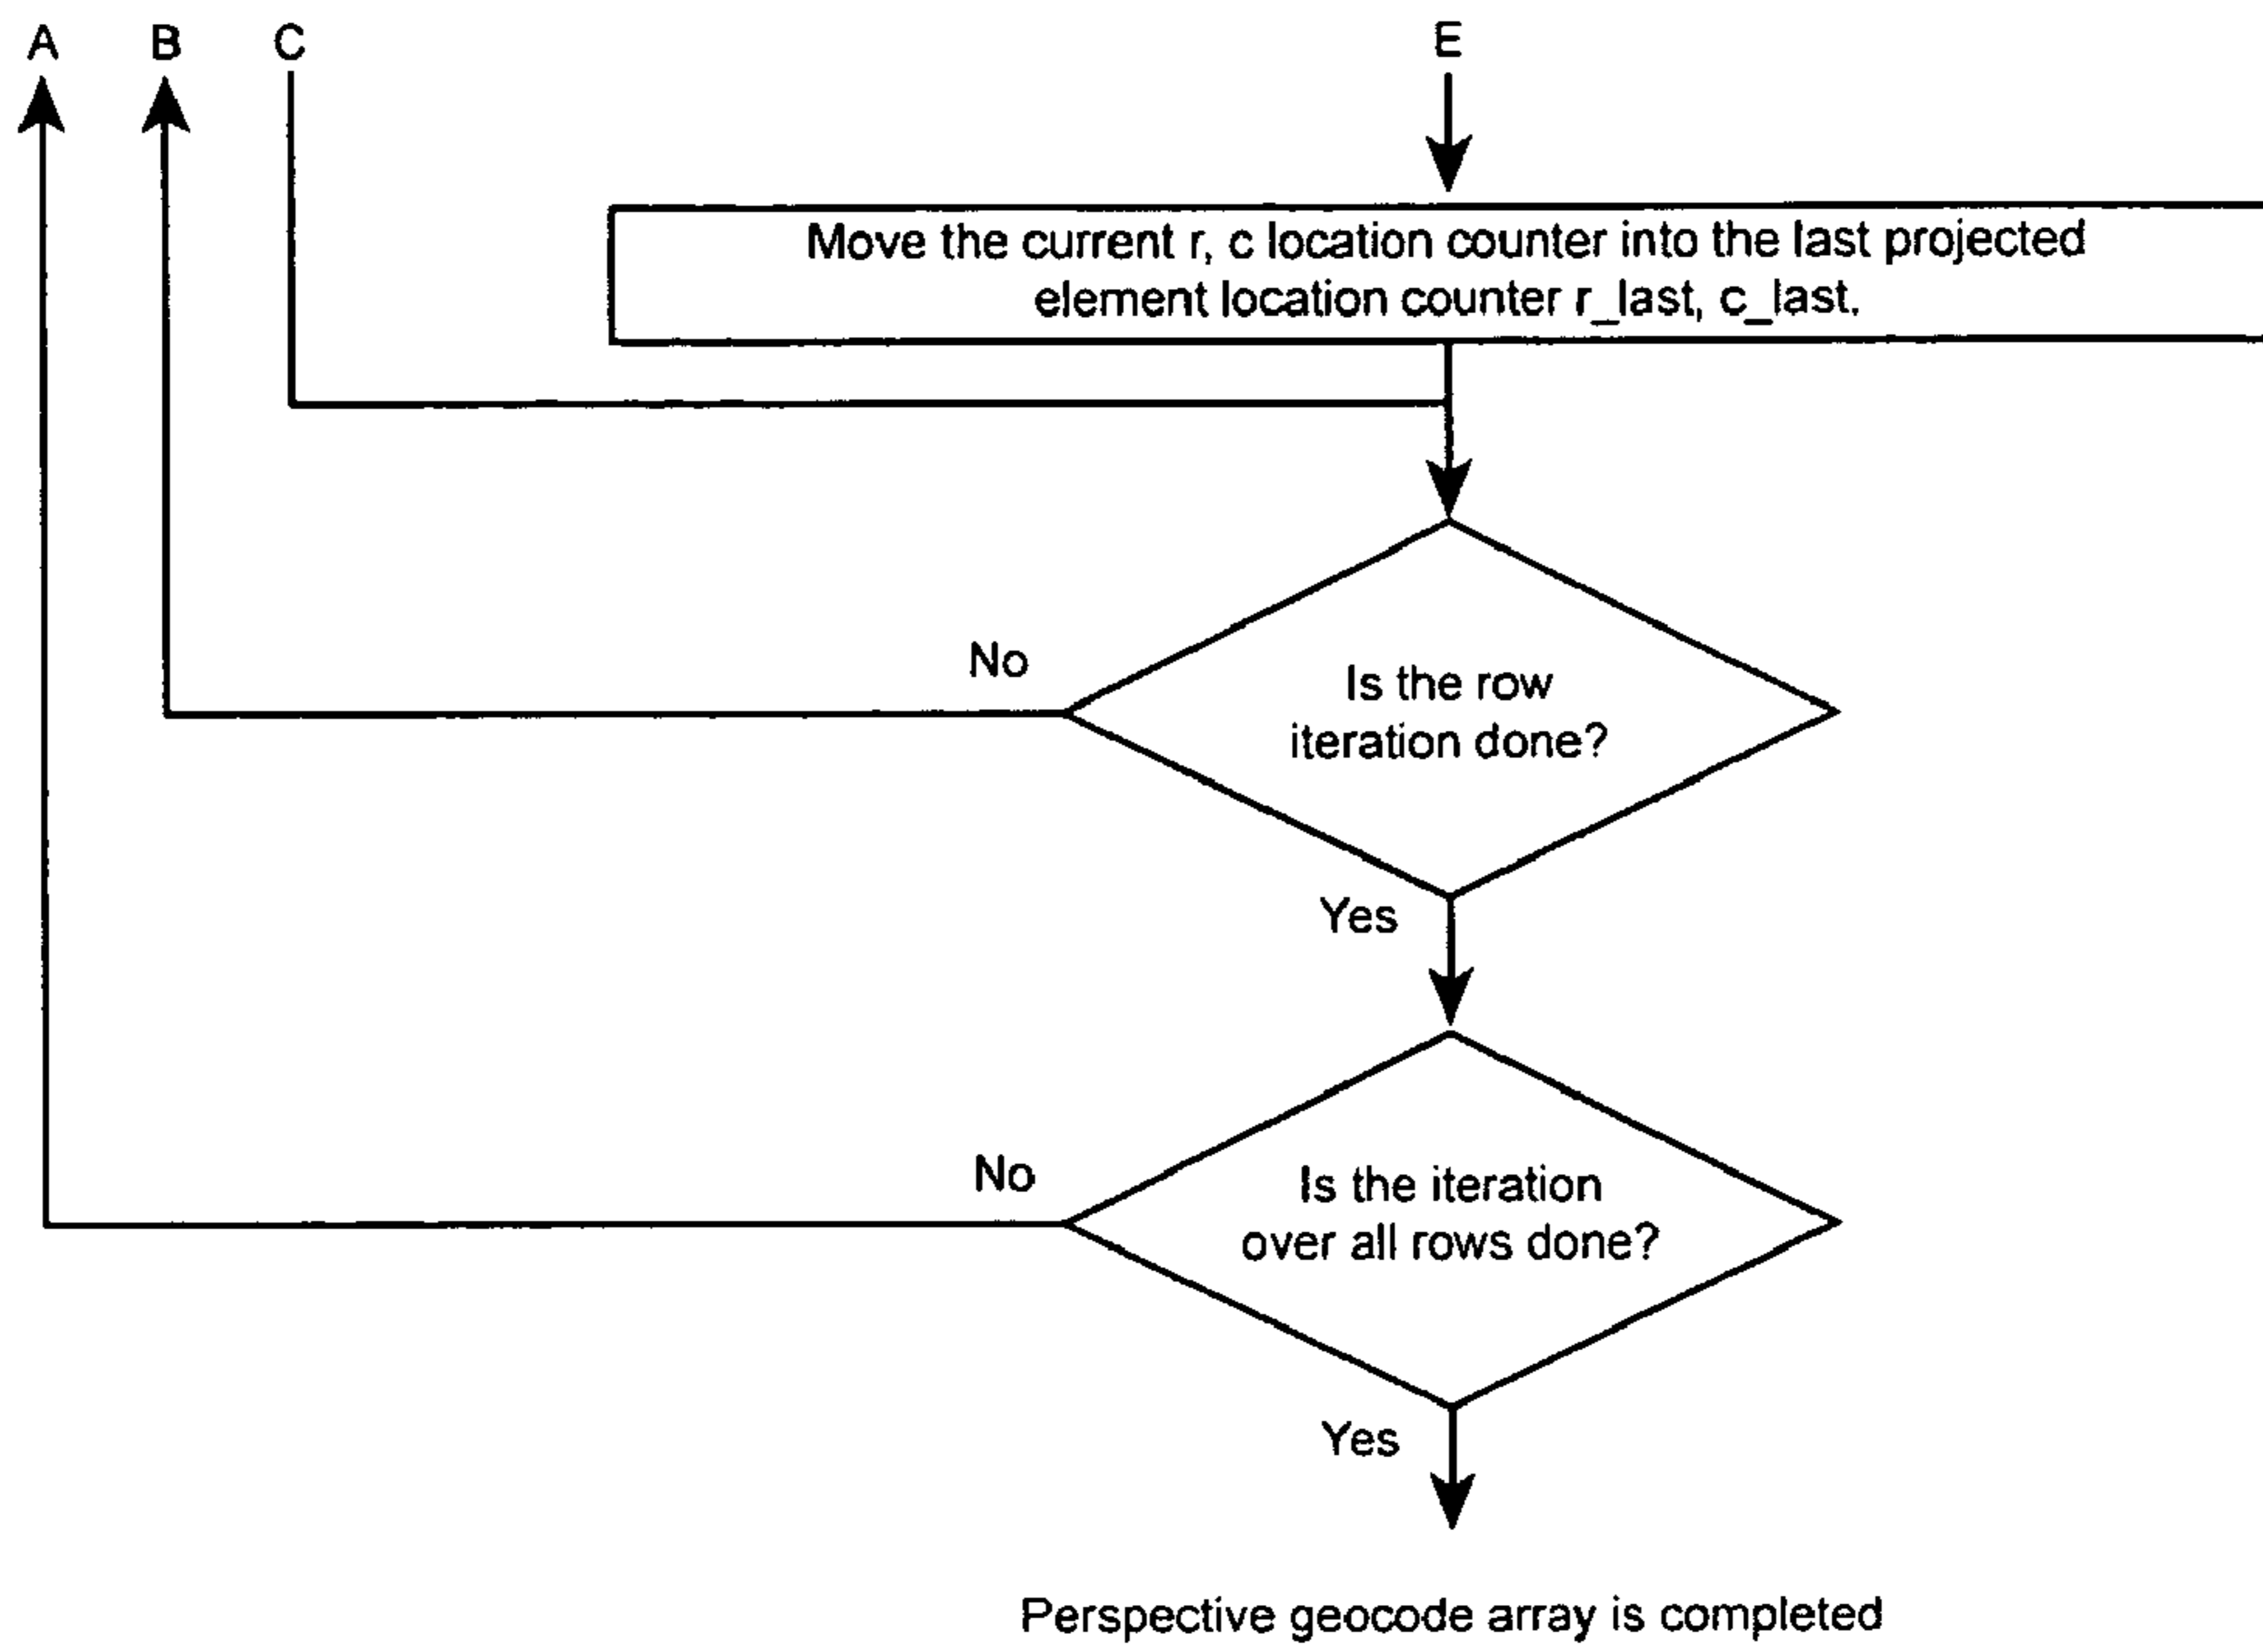 A B C E
Move the current r, c location counter into the last projected
element location counter r_last, c_last.
No
Is the row
iteration done?
Yes
No
Is the iteration
over all rows done?
Yes
Perspective geocode array is completed